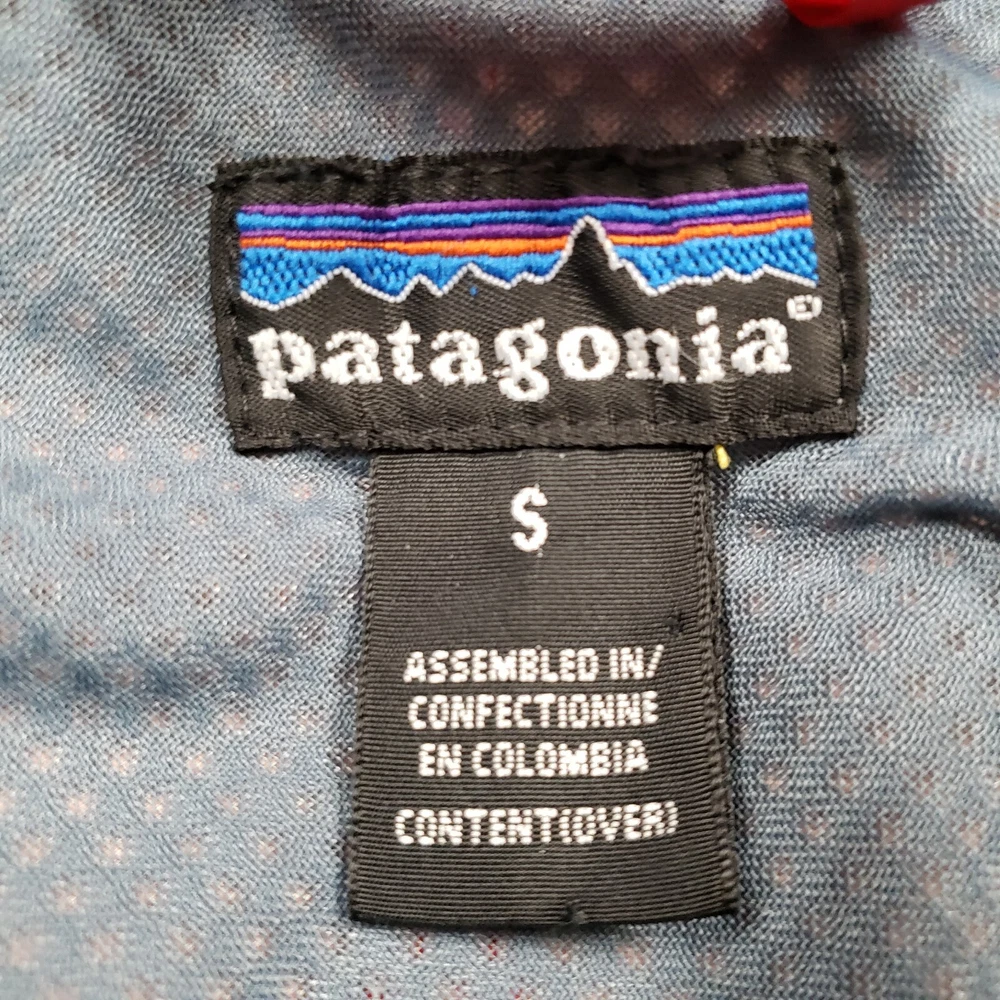 patagonia®
S
ASSEMBLED IN/
CONFECTIONNE
EN COLOMBIA
CONTENT(OVER)